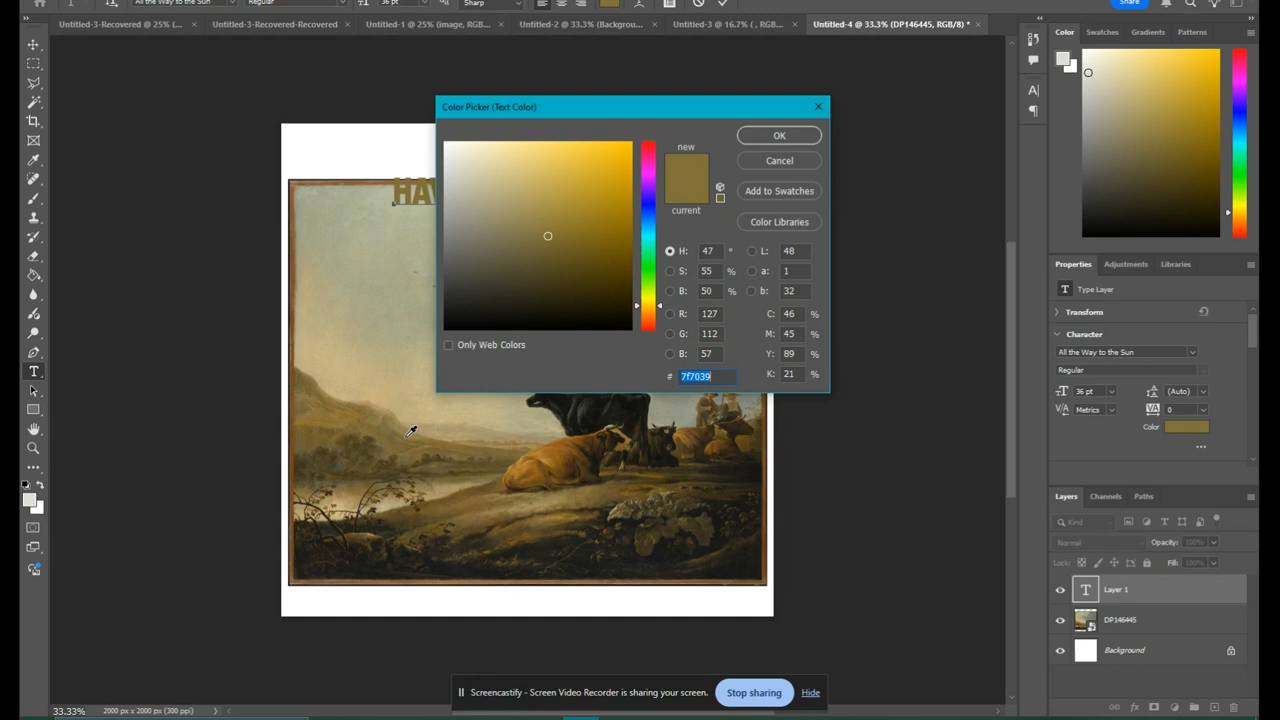 All the Way to the Sun Regular 36 pt Sharp Share
Untitled-3-Recovered @ 25% ( × Untitled-3-Recovered-Recovered × Untitled-1 @ 25% (image, RGB... × Untitled-2 @ 33.3% (Backgrou... × Untitled-3 @ 16.7% ( , RGB... × Untitled-4 @ 33.3% (DP146445, RGB/8) * ×
Color Swatches Gradients Patterns
Color Picker (Text Color)
OK
new
Cancel
Add to Swatches
current
Color Libraries
HAV
H: 47 ° L: 48
S: 55 % a: 1
B: 50 % b: 32
R: 127 C: 46 %
G: 112 M: 45 %
B: 57 Y: 89 %
# 7f7039 K: 21 %
Only Web Colors
Properties Adjustments Libraries
T Type Layer
Transform
Character
All the Way to the Sun
Regular
36 pt (Auto)
Metrics 0
Color
Layers Channels Paths
Kind
Normal Opacity: 100%
Lock: Fill: 100%
T Layer 1
DP146445
Background
fx
Screencastify - Screen Video Recorder is sharing your screen. Stop sharing Hide
33.33% 2000 px x 2000 px (300 ppi)